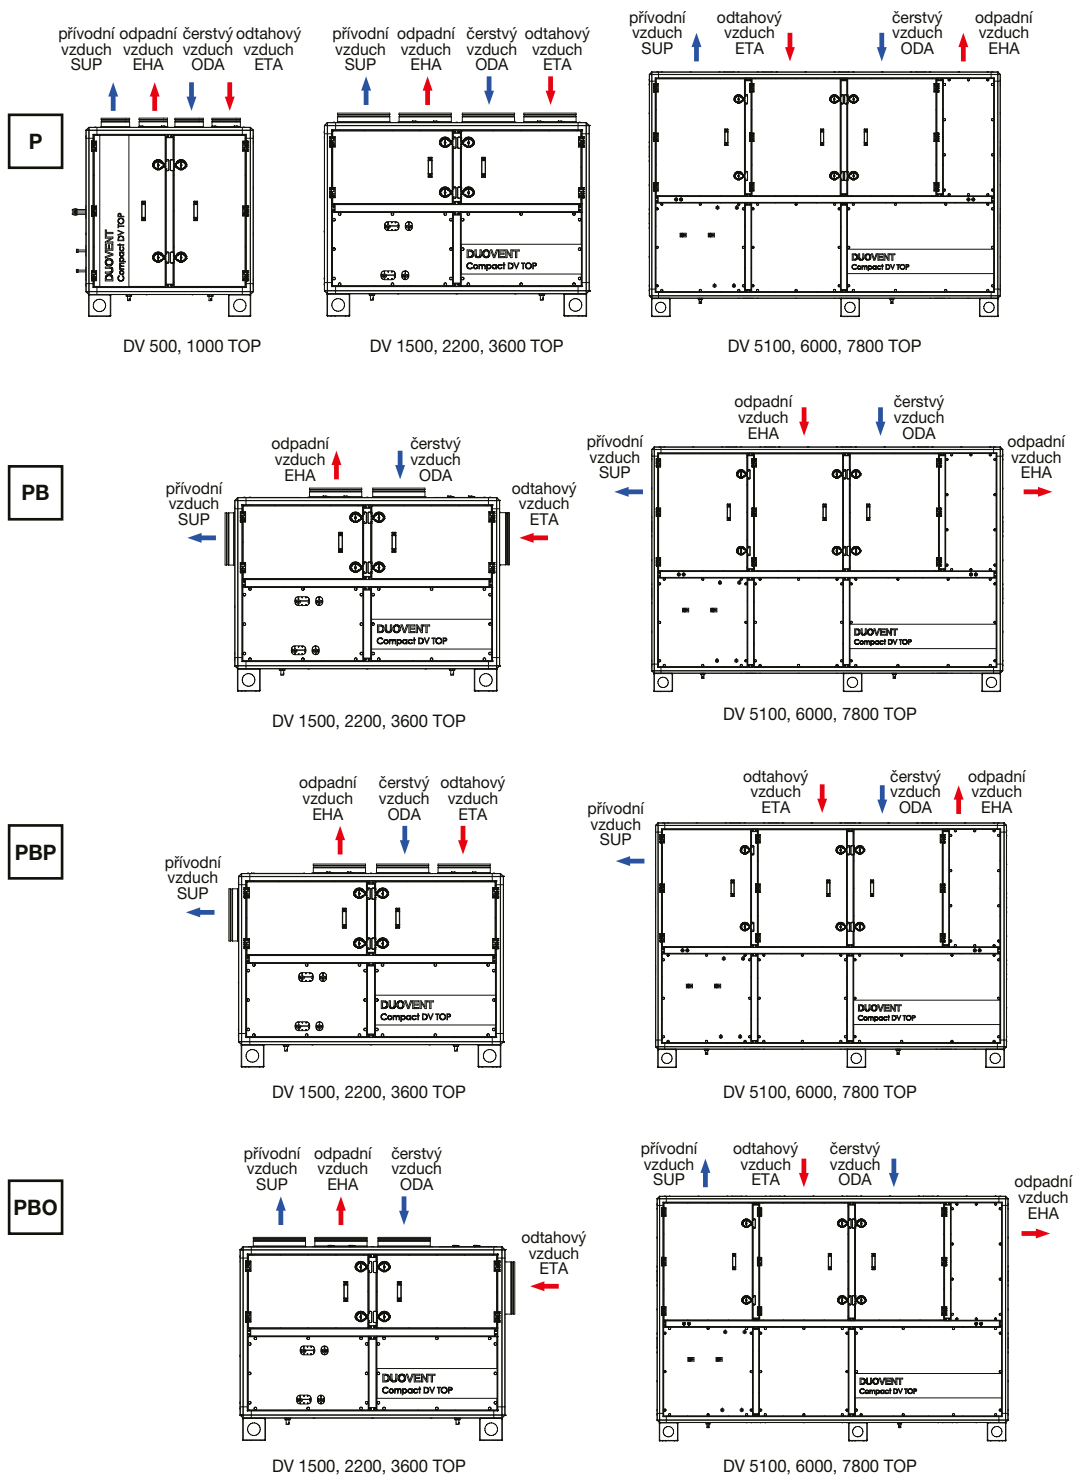 P
přívodní
vzduch
SUP
odpadní
vzduch
EHA
čerstvý
vzduch
ODA
odtahový
vzduch
ETA
DUOVENT
Compact DV TOP
DV 500, 1000 TOP
přívodní
vzduch
SUP
odpadní
vzduch
EHA
čerstvý
vzduch
ODA
odtahový
vzduch
ETA
DUOVENT
Compact DV TOP
DV 1500, 2200, 3600 TOP
přívodní
vzduch
SUP
odtahový
vzduch
ETA
čerstvý
vzduch
ODA
odpadní
vzduch
EHA
DUOVENT
Compact DV TOP
DV 5100, 6000, 7800 TOP
PB
přívodní
vzduch
SUP
odpadní
vzduch
EHA
čerstvý
vzduch
ODA
odtahový
vzduch
ETA
DUOVENT
Compact DV TOP
DV 1500, 2200, 3600 TOP
přívodní
vzduch
SUP
odpadní
vzduch
EHA
čerstvý
vzduch
ODA
odpadní
vzduch
EHA
DUOVENT
Compact DV TOP
DV 5100, 6000, 7800 TOP
PBP
přívodní
vzduch
SUP
odpadní
vzduch
EHA
čerstvý
vzduch
ODA
odtahový
vzduch
ETA
DUOVENT
Compact DV TOP
DV 1500, 2200, 3600 TOP
přívodní
vzduch
SUP
odtahový
vzduch
ETA
čerstvý
vzduch
ODA
odpadní
vzduch
EHA
DUOVENT
Compact DV TOP
DV 5100, 6000, 7800 TOP
PBO
přívodní
vzduch
SUP
odpadní
vzduch
EHA
čerstvý
vzduch
ODA
odtahový
vzduch
ETA
DUOVENT
Compact DV TOP
DV 1500, 2200, 3600 TOP
přívodní
vzduch
SUP
odtahový
vzduch
ETA
čerstvý
vzduch
ODA
odpadní
vzduch
EHA
DUOVENT
Compact DV TOP
DV 5100, 6000, 7800 TOP